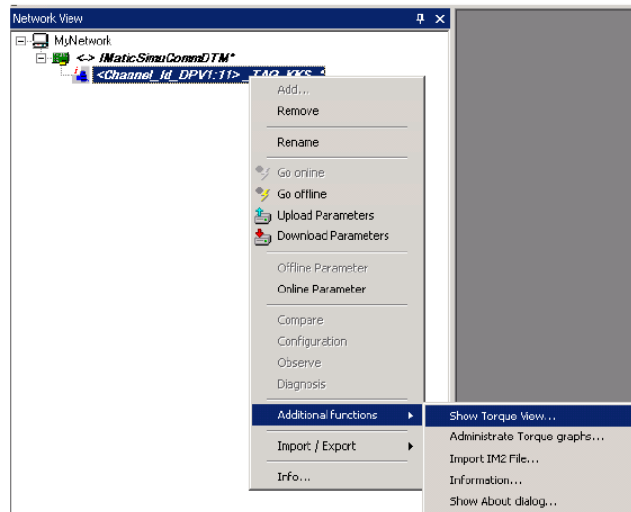 Network View
MyNetwork
<-> IMaticSimuCommDTM*
<Channel_Id_DPV1:11> _TAG_KKS_*
Add...
Remove
Rename
Go online
Go offline
Upload Parameters
Download Parameters
Offline Parameter
Online Parameter
Compare
Configuration
Observe
Diagnosis
Additional functions
Show Torque View...
Administrate Torque graphs...
Import / Export
Import IM2 File...
Info...
Information...
Show About dialog...